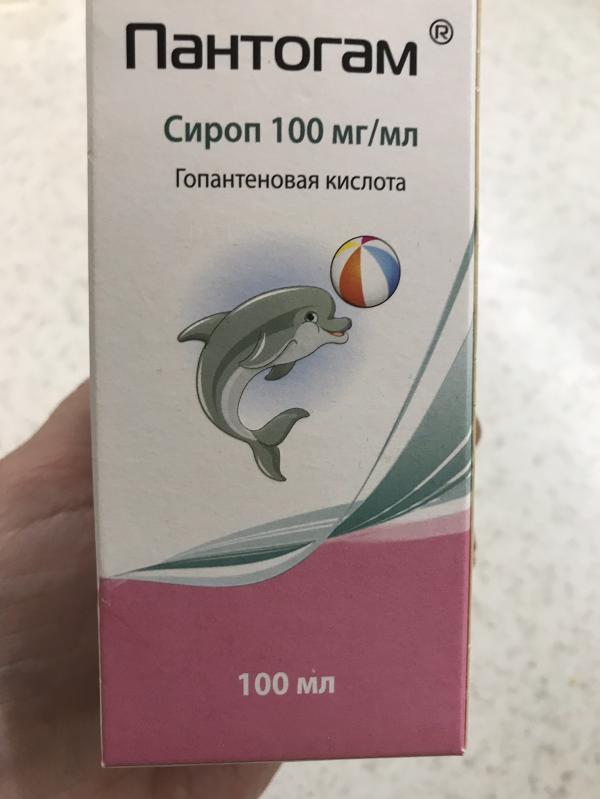 Пантогам ®
Сироп 100 мг/мл
Гопантеновая кислота
100 мл